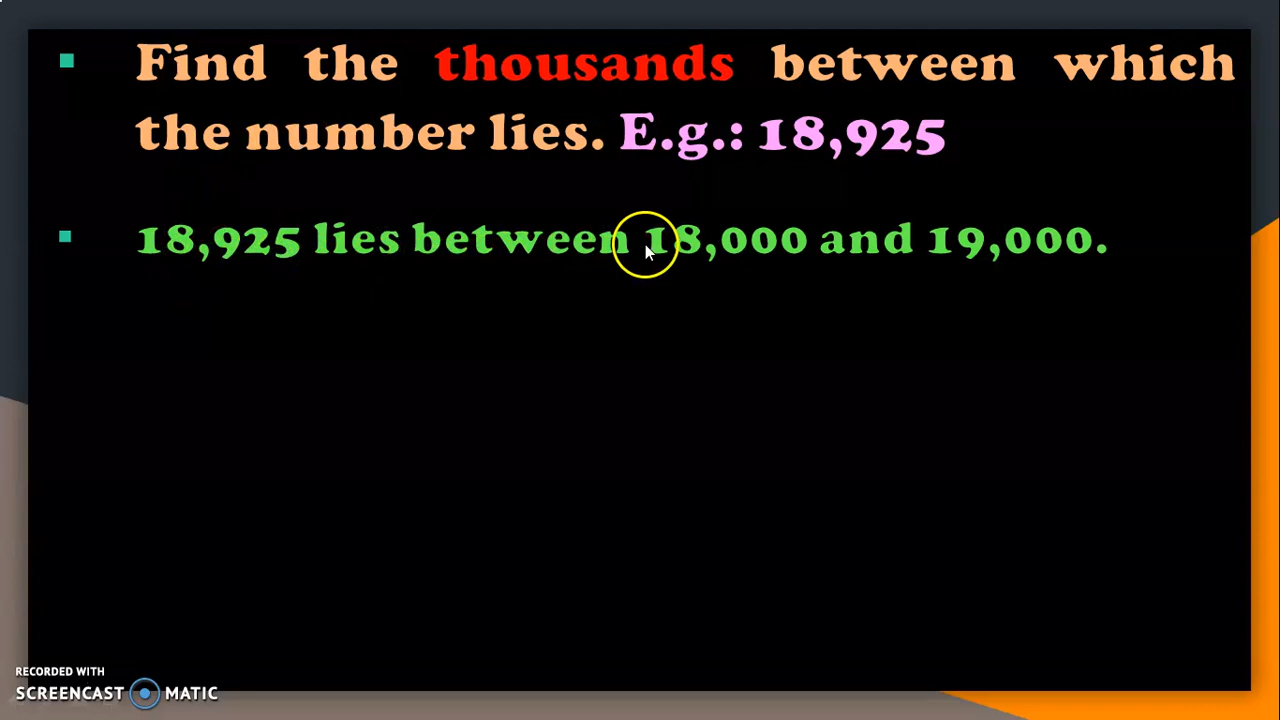 Find the thousands between which
the number lies. E.g.: 18,925
18,925 lies between 18,000 and 19,000.
RECORDED WITH
SCREENCAST MATIC